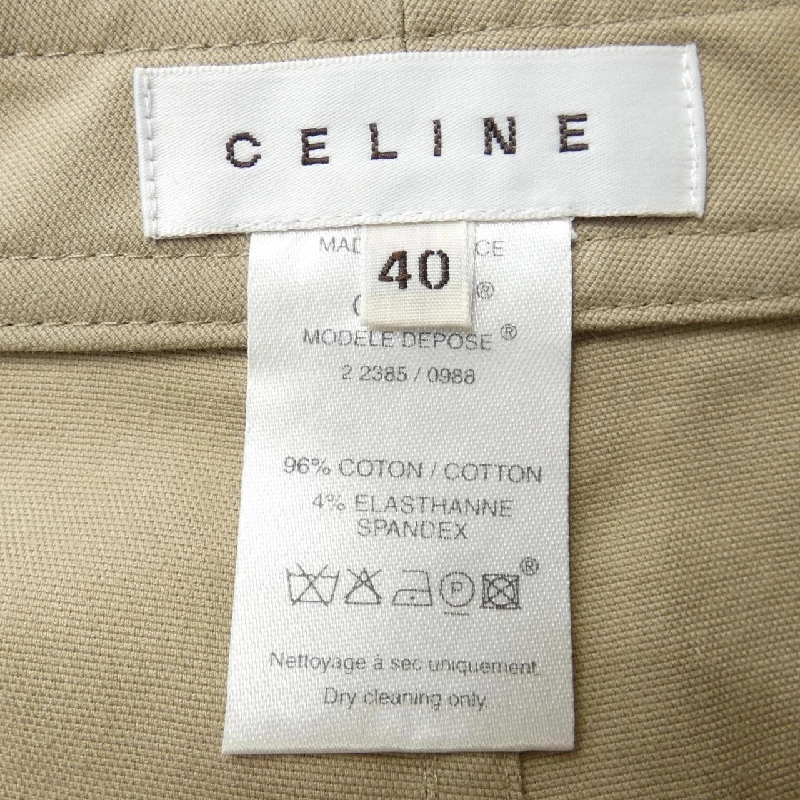 CELINE
40
MODELE DEPOSE ®
2 2385 / 0988
96% COTON / COTTON
4% ELASTHANNE
SPANDEX
®
Nettoyage à sec uniquement
Dry cleaning only